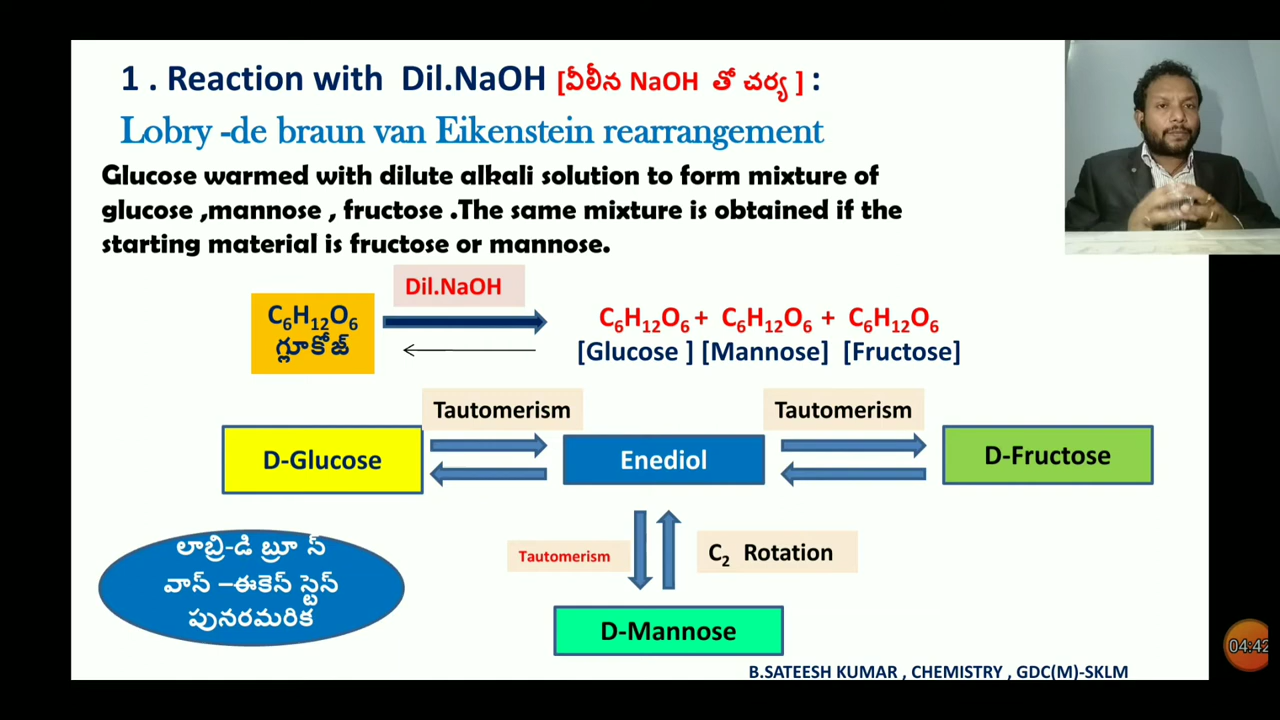 1 . Reaction with Dil.NaOH [విలీన NaOH తో చర్య ] :
Lobry -de braun van Eikenstein rearrangement
Glucose warmed with dilute alkali solution to form mixture of
glucose ,mannose , fructose .The same mixture is obtained if the
starting material is fructose or mannose.
Dil.NaOH
C₆H₁₂O₆
గ్లూకోజ్
C₆H₁₂O₆ + C₆H₁₂O₆ + C₆H₁₂O₆
[Glucose ] [Mannose] [Fructose]
Tautomerism
Tautomerism
D-Glucose
Enediol
D-Fructose
Tautomerism
C₂ Rotation
లాబ్రి-డి బ్రూ స్
వాస్ –ఈకెస్ స్టెస్
పునరమరిక
D-Mannose
B.SATEESH KUMAR , CHEMISTRY , GDC(M)-SKLM
04:42